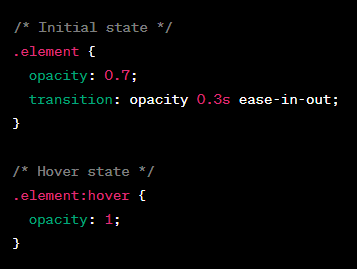 /* Initial state */
.element {
  opacity: 0.7;
  transition: opacity 0.3s ease-in-out;
}

/* Hover state */
.element:hover {
  opacity: 1;
}